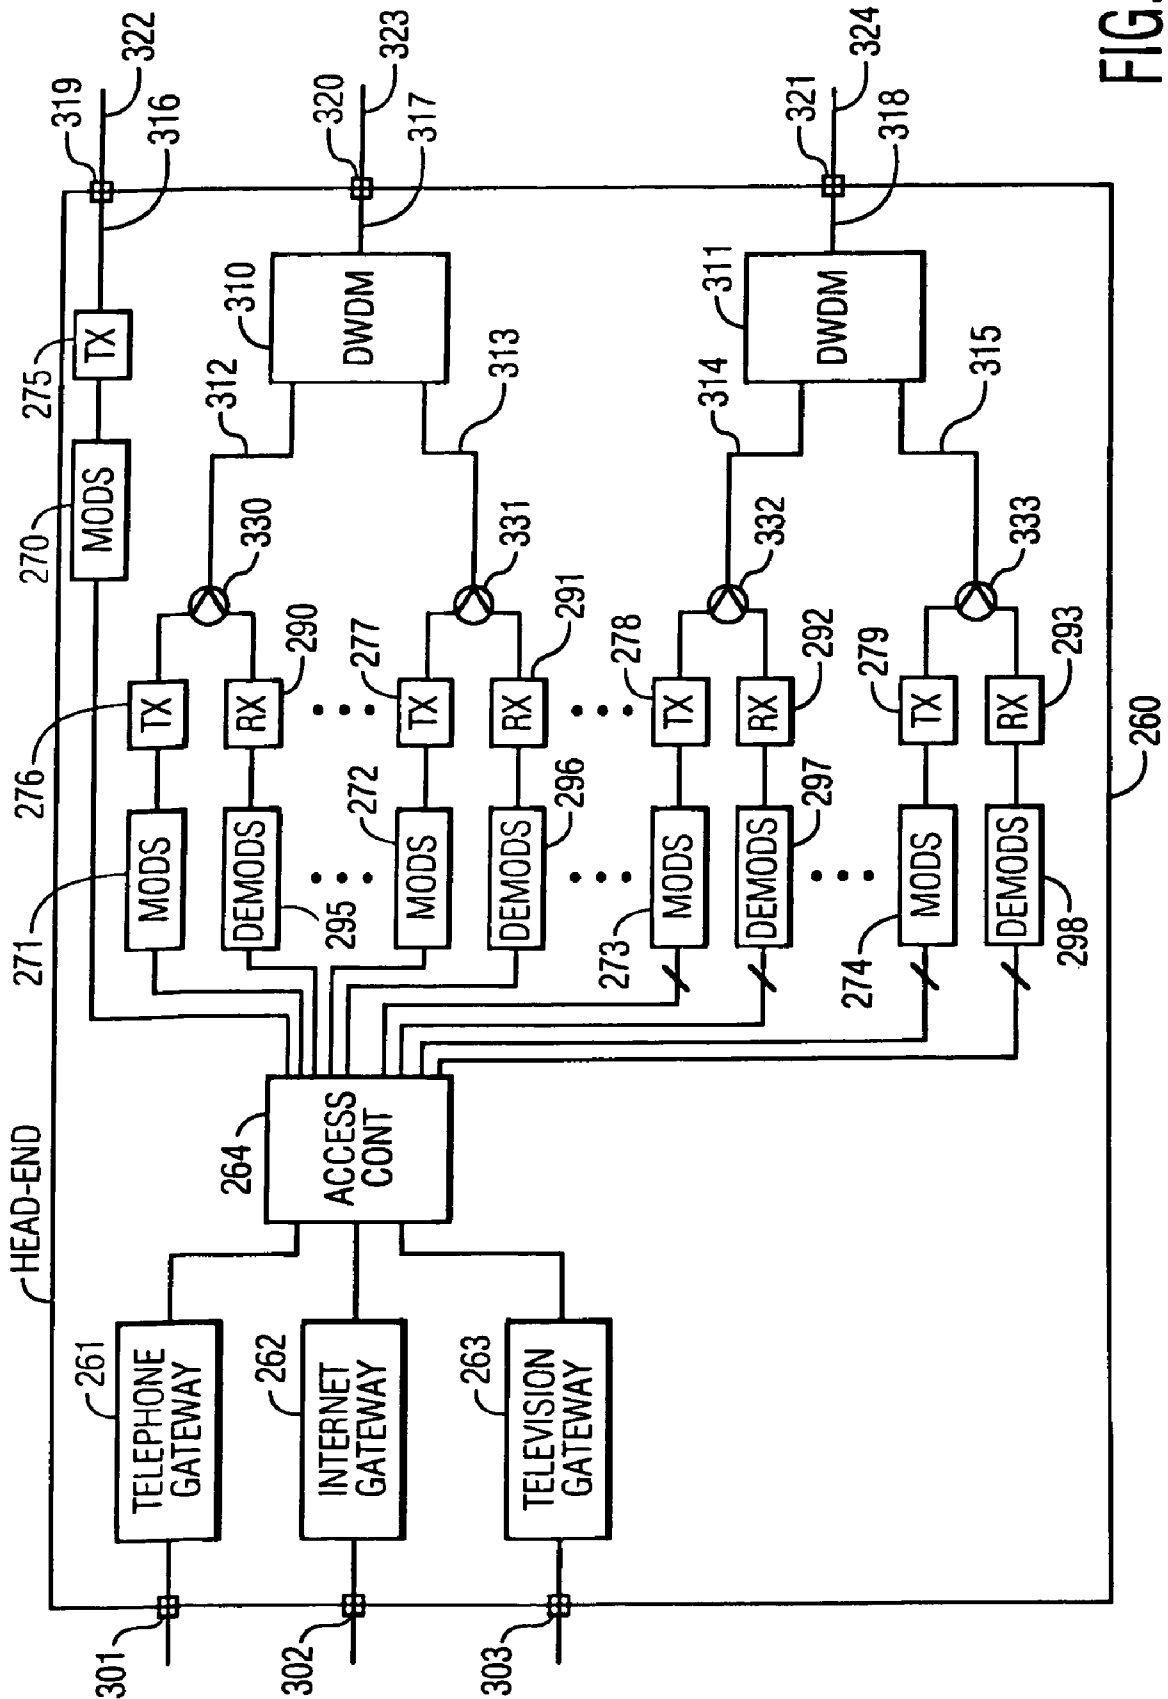 HEAD-END
301
302
303
261
TELEPHONE
GATEWAY
262
INTERNET
GATEWAY
263
TELEVISION
GATEWAY
264
ACCESS
CONT
270
MODS
275
TX
319
316
322
271
MODS
276
TX
DEMODS
295
RX
290
330
312
272
MODS
277
TX
DEMODS
296
RX
291
331
313
310
DWDM
320
317
323
273
MODS
278
TX
DEMODS
297
RX
292
332
314
274
MODS
279
TX
DEMODS
298
RX
293
333
315
311
DWDM
321
318
324
260
FIG.